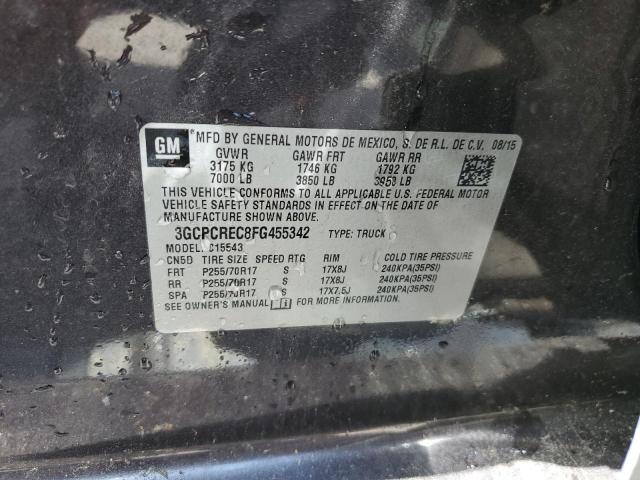 GM
MFD BY GENERAL MOTORS DE MEXICO, S. DE R.L. DE C.V. 08/15
GVWR GAWR FRT GAWR RR
3175 KG 1746 KG 1792 KG
7000 LB 3850 LB 3950 LB
THIS VEHICLE CONFORMS TO ALL APPLICABLE U.S. FEDERAL MOTOR
VEHICLE SAFETY STANDARDS IN EFFECT ON THE DATE OF
MANUFACTURE SHOWN ABOVE.
3GCPCREC8FG455342 TYPE: TRUCK
MODEL: C15543
CN5D TIRE SIZE SPEED RTG RIM COLD TIRE PRESSURE
FRT P255/70R17 S 17X8J 240KPA(35PSI)
RR P255/70R17 S 17X8J 240KPA(35PSI)
SPA P255/70R17 S 17X7.5J 240KPA(35PSI)
SEE OWNER'S MANUAL FOR MORE INFORMATION.